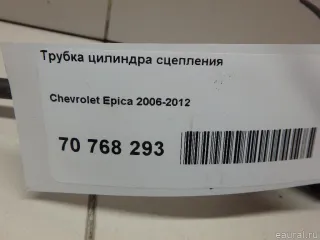 Трубка цилиндра сцепления
Chevrolet Epica 2006-2012
70 768 293
eaural.ru